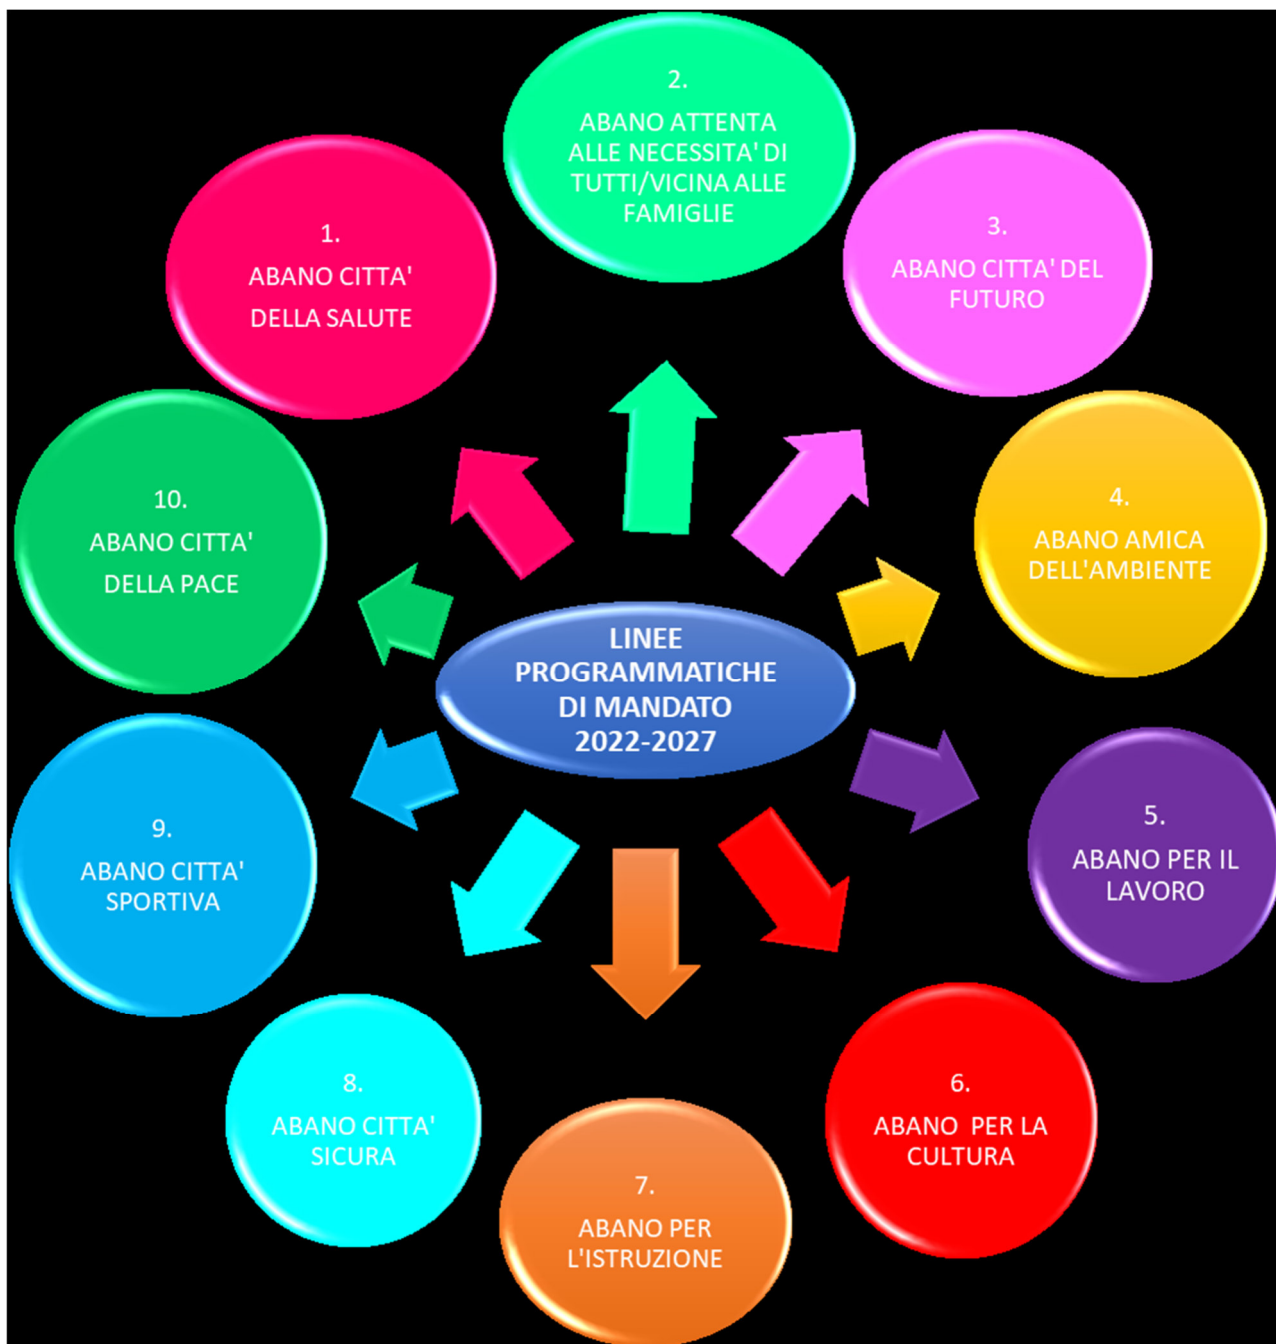 1.
ABANO CITTA'
DELLA SALUTE
2.
ABANO ATTENTA
ALLE NECESSITA' DI
TUTTI/VICINA ALLE
FAMIGLIE
3.
ABANO CITTA' DEL
FUTURO
4.
ABANO AMICA
DELL'AMBIENTE
5.
ABANO PER IL
LAVORO
6.
ABANO  PER LA
CULTURA
7.
ABANO PER
L'ISTRUZIONE
8.
ABANO CITTA'
SICURA
9.
ABANO CITTA'
SPORTIVA
10.
ABANO CITTA'
DELLA PACE
LINEE
PROGRAMMATICHE
DI MANDATO
2022-2027